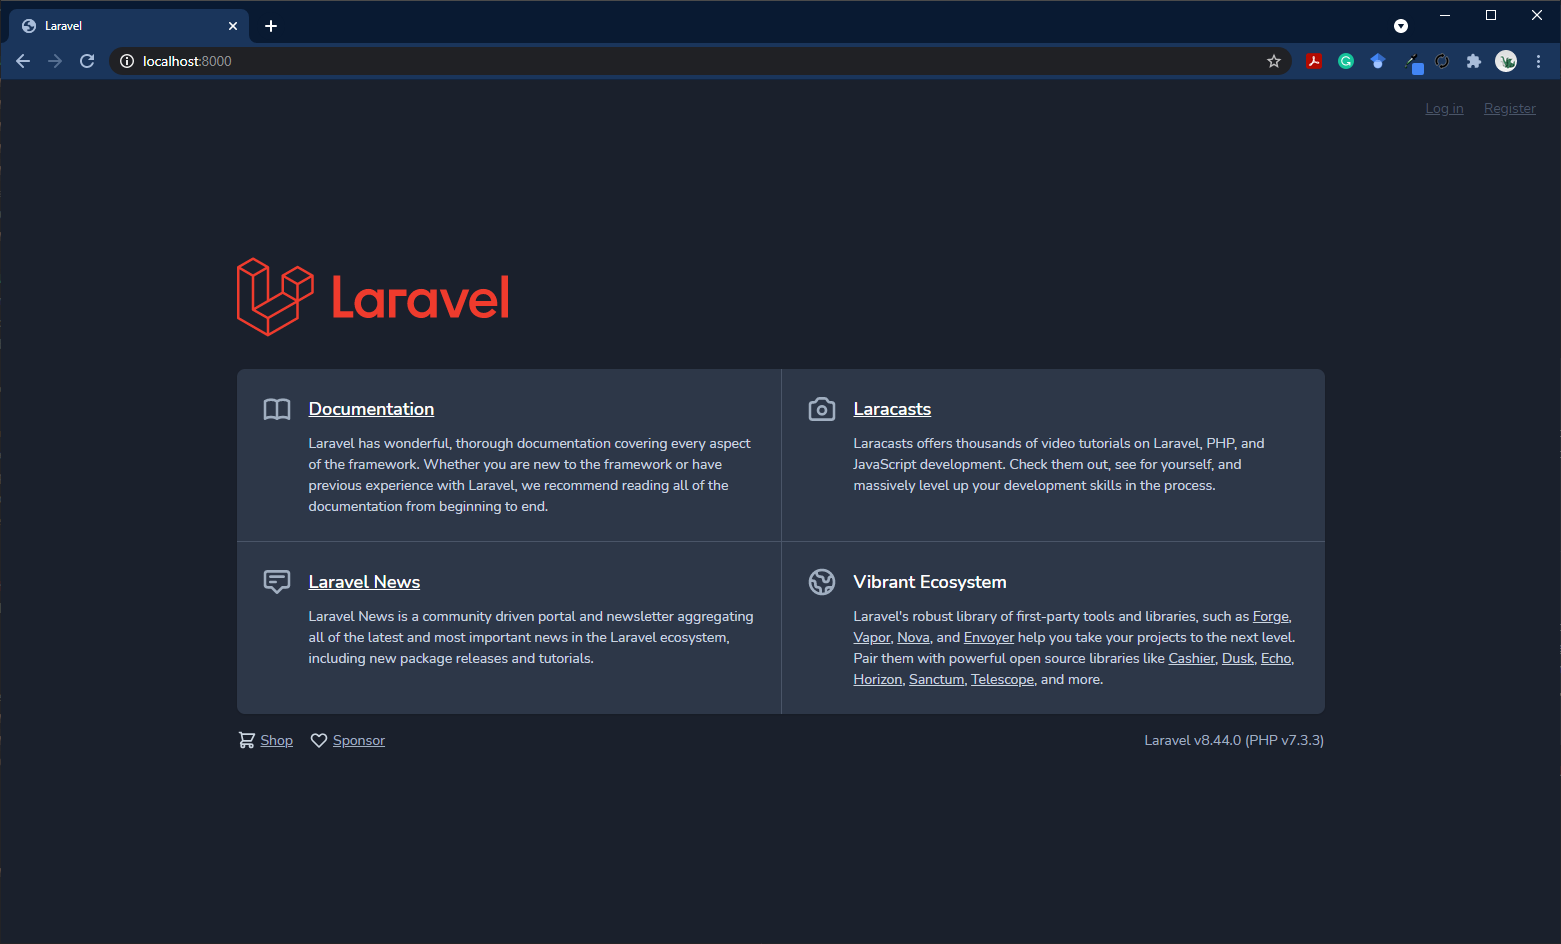 Laravel
localhost:8000
Log in Register
Laravel
Documentation
Laravel has wonderful, thorough documentation covering every aspect
of the framework. Whether you are new to the framework or have
previous experience with Laravel, we recommend reading all of the
documentation from beginning to end.
Laracasts
Laracasts offers thousands of video tutorials on Laravel, PHP, and
JavaScript development. Check them out, see for yourself, and
massively level up your development skills in the process.
Laravel News
Laravel News is a community driven portal and newsletter aggregating
all of the latest and most important news in the Laravel ecosystem,
including new package releases and tutorials.
Vibrant Ecosystem
Laravel's robust library of first-party tools and libraries, such as Forge,
Vapor, Nova, and Envoyer help you take your projects to the next level.
Pair them with powerful open source libraries like Cashier, Dusk, Echo,
Horizon, Sanctum, Telescope, and more.
Shop Sponsor
Laravel v8.44.0 (PHP v7.3.3)